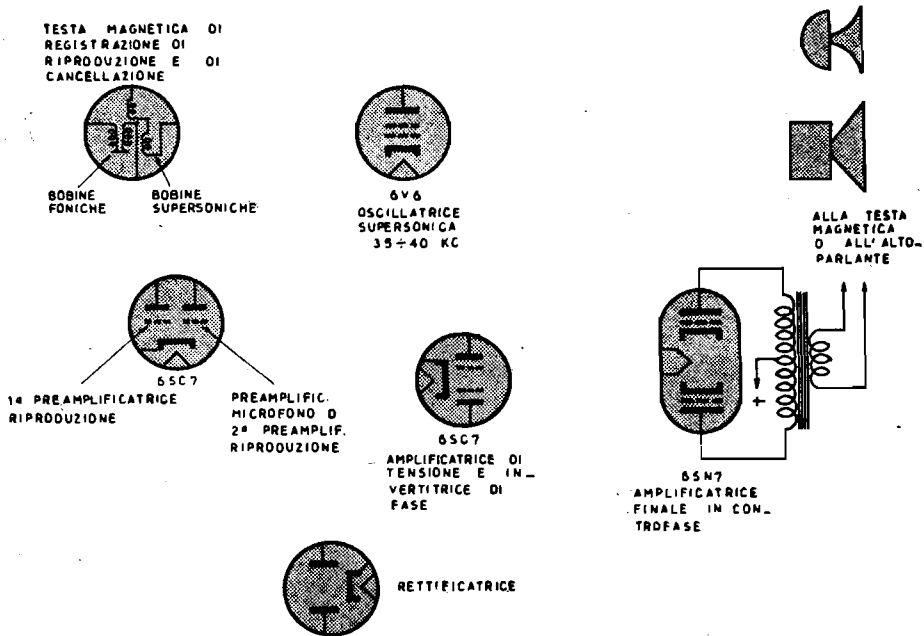 TESTA MAGNETICA DI
REGISTRAZIONE DI
RIPRODUZIONE E DI
CANCELLAZIONE
BOBINE
FONICHE
BOBINE
SUPERSONICHE
6V6
OSCILLATRICE
SUPERSONICA
35÷40 KC
ALLA TESTA
MAGNETICA
O ALL'ALTO-
PARLANTE
6SC7
1ª PREAMPLIFICATRICE
RIPRODUZIONE
PREAMPLIFIC.
MICROFONO O
2ª PREAMPLIF.
RIPRODUZIONE
6SC7
AMPLIFICATRICE DI
TENSIONE E IN_
VERTITRICE DI
FASE
+
6SN7
AMPLIFICATRICE
FINALE IN CON_
TROFASE
RETTIFICATRICE